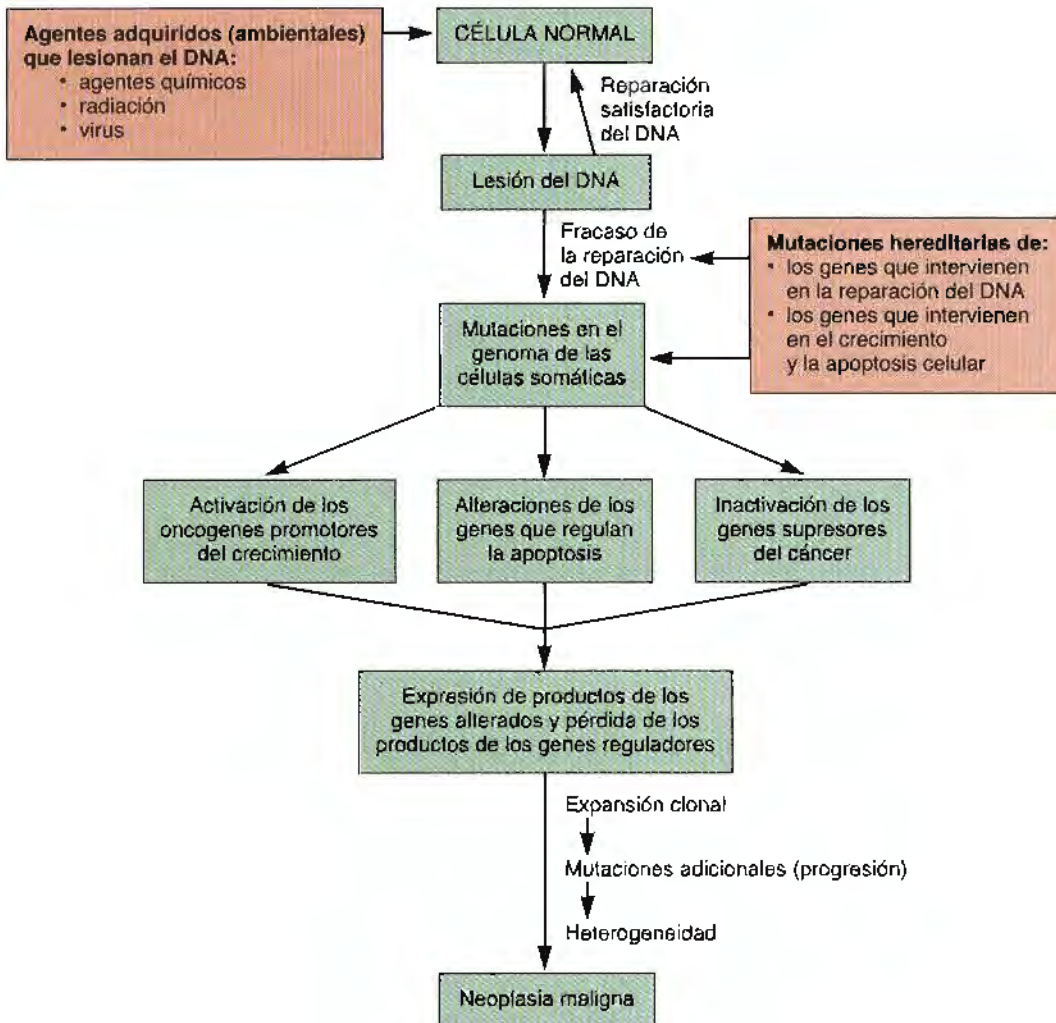 Agentes adquiridos (ambientales)
que lesionan el DNA:
• agentes químicos
• radiación
• virus
CÉLULA NORMAL
Reparación
satisfactoria
del DNA
Lesión del DNA
Fracaso de
la reparación
del DNA
Mutaciones hereditarias de:
• los genes que intervienen
en la reparación del DNA
• los genes que intervienen
en el crecimiento
y la apoptosis celular
Mutaciones en el
genoma de las
células somáticas
Activación de los
oncogenes promotores
del crecimiento
Alteraciones de los
genes que regulan
la apoptosis
Inactivación de los
genes supresores
del cáncer
Expresión de productos de los
genes alterados y pérdida de los
productos de los genes reguladores
Expansión clonal
Mutaciones adicionales (progresión)
Heterogeneidad
Neoplasia maligna